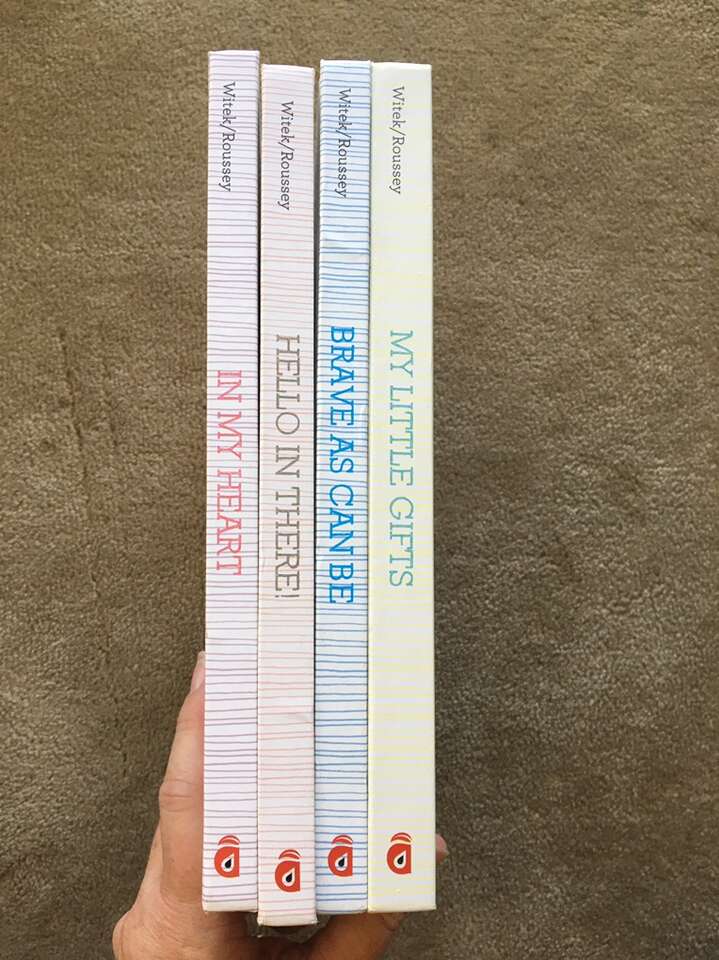 Witek/Roussey
IN MY HEART
Witek/Roussey
HELLO IN THERE!
Witek/Roussey
BRAVE AS CAN BE
Witek/Roussey
MY LITTLE GIFTS